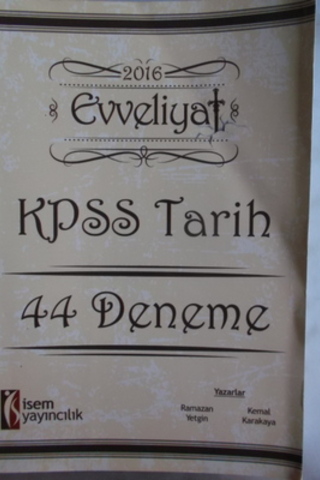 2016
Evveliyat
KPSS Tarih
44 Deneme
isem
yayıncılık
Yazarlar
Ramazan
Yetgin
Kemal
Karakaya